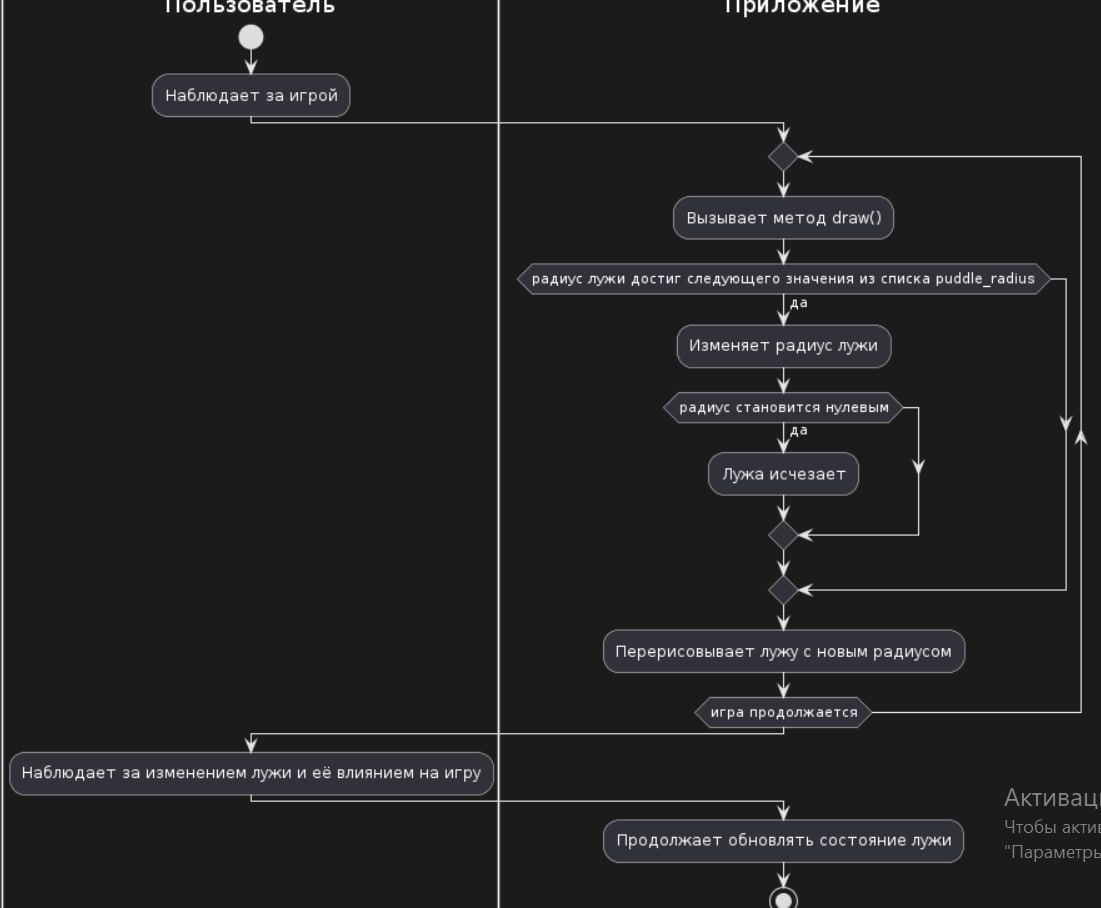 Пользователь
Приложение
Наблюдает за игрой
Вызывает метод draw()
радиус лужи достиг следующего значения из списка puddle_radius
да
Изменяет радиус лужи
радиус становится нулевым
да
Лужа исчезает
Перерисовывает лужу с новым радиусом
игра продолжается
Наблюдает за изменением лужи и её влиянием на игру
Продолжает обновлять состояние лужи
Активаци
Чтобы актив
"Параметры